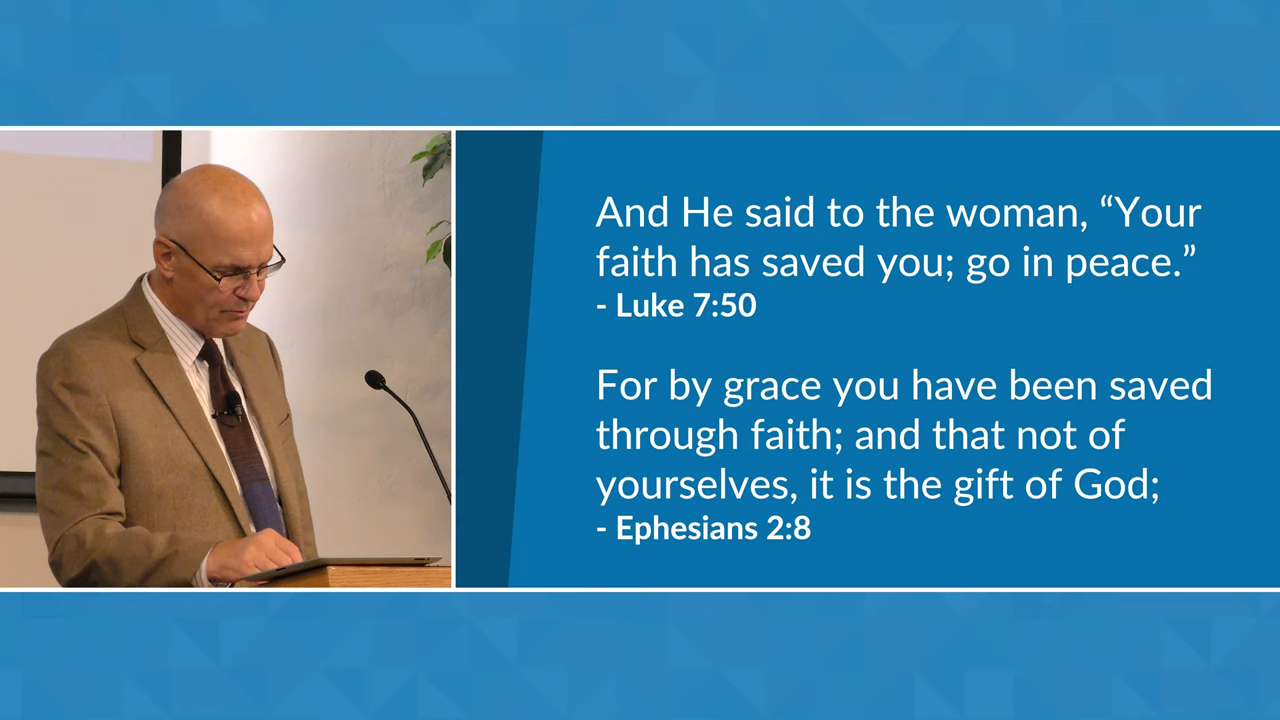 And He said to the woman, “Your
faith has saved you; go in peace.”
- Luke 7:50
For by grace you have been saved
through faith; and that not of
yourselves, it is the gift of God;
- Ephesians 2:8